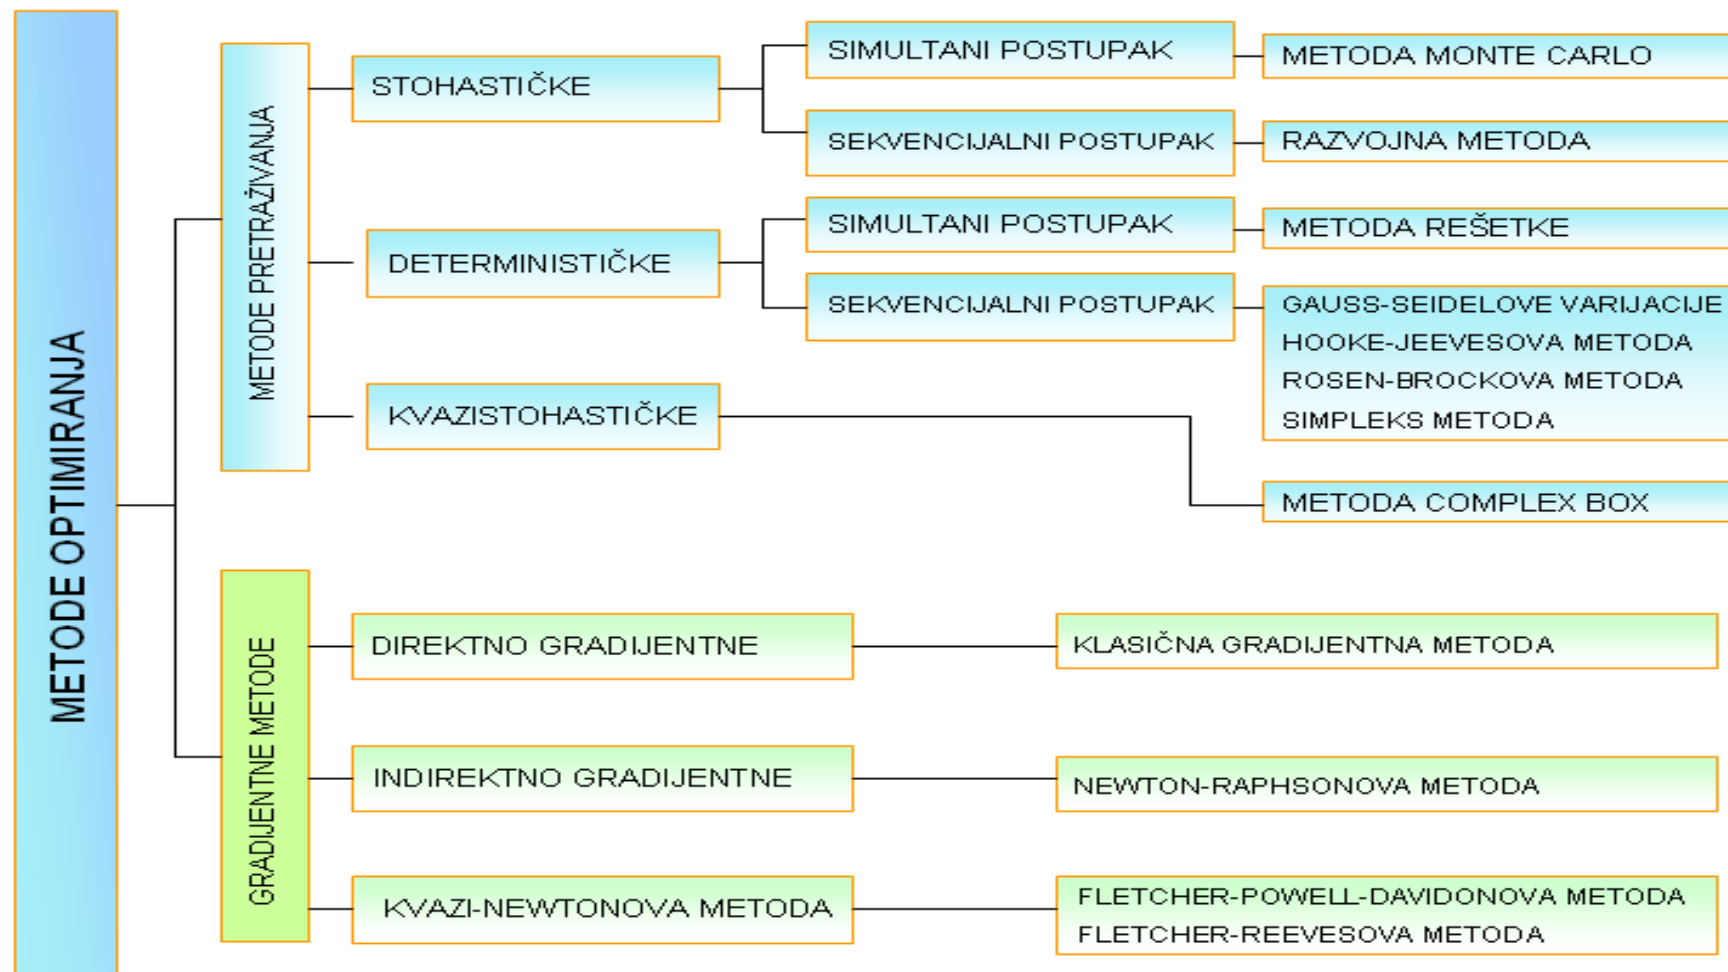 METODE OPTIMIRANJA
METODE PRETRAŽIVANJA
STOHASTIČKE
SIMULTANI POSTUPAK
METODA MONTE CARLO
SEKVENCIJALNI POSTUPAK
RAZVOJNA METODA
DETERMINISTIČKE
SIMULTANI POSTUPAK
METODA REŠETKE
SEKVENCIJALNI POSTUPAK
GAUSS-SEIDELOVE VARIJACIJE
HOOKE-JEEVESOVA METODA
ROSEN-BROCKOVA METODA
SIMPLEKS METODA
KVAZISTOHASTIČKE
METODA COMPLEX BOX
GRADIJENTNE METODE
DIREKTNO GRADIJENTNE
KLASIČNA GRADIJENTNA METODA
INDIREKTNO GRADIJENTNE
NEWTON-RAPHSONOVA METODA
KVAZI-NEWTONOVA METODA
FLETCHER-POWELL-DAVIDONOVA METODA
FLETCHER-REEVESOVA METODA